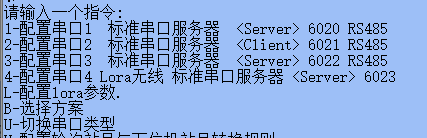 请输入一个指令:
1-配置串口1  标准串口服务器  <Server> 6020 RS485
2-配置串口2  标准串口服务器  <Client> 6021 RS485
3-配置串口3  标准串口服务器  <Server> 6022 RS485
4-配置串口4 Lora无线 标准串口服务器 <Server> 6023
L-配置lora参数.
B-选择方案
U-切换串口类型